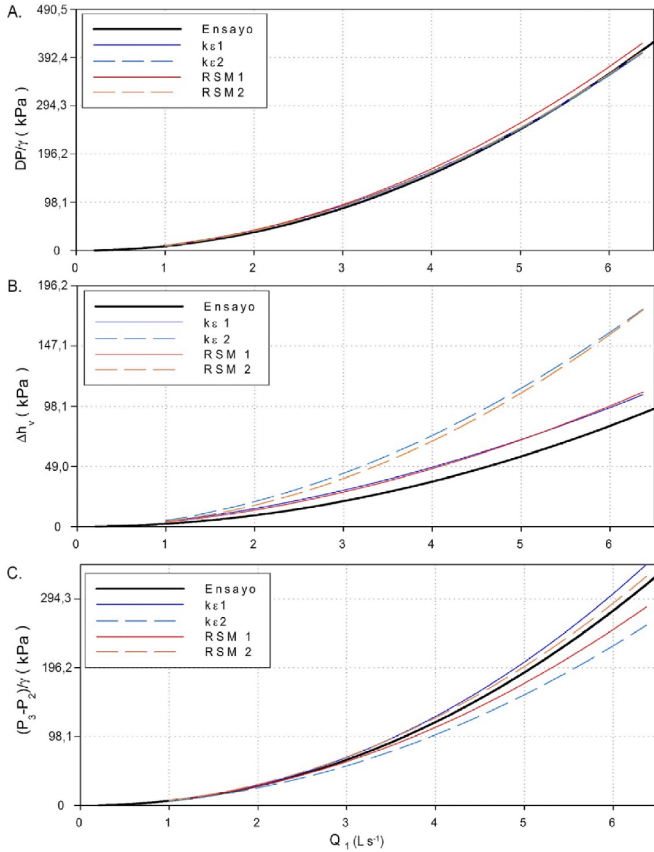 A.
490,5
392,4
294,3
196,2
98,1
0
DP/γ ( kPa)
Ensayo
kε1
kε2
RSM 1
RSM 2
0 1 2 3 4 5 6
B.
196,2
147,1
98,1
49,0
0
Δhv (kPa)
Ensayo
kε 1
kε 2
RSM 1
RSM 2
0 1 2 3 4 5 6
C.
294,3
196,2
98,1
0
(P3-P2)/γ (kPa)
Ensayo
kε1
kε2
RSM 1
RSM 2
0 1 2 3 4 5 6
Q 1 (L s-1)